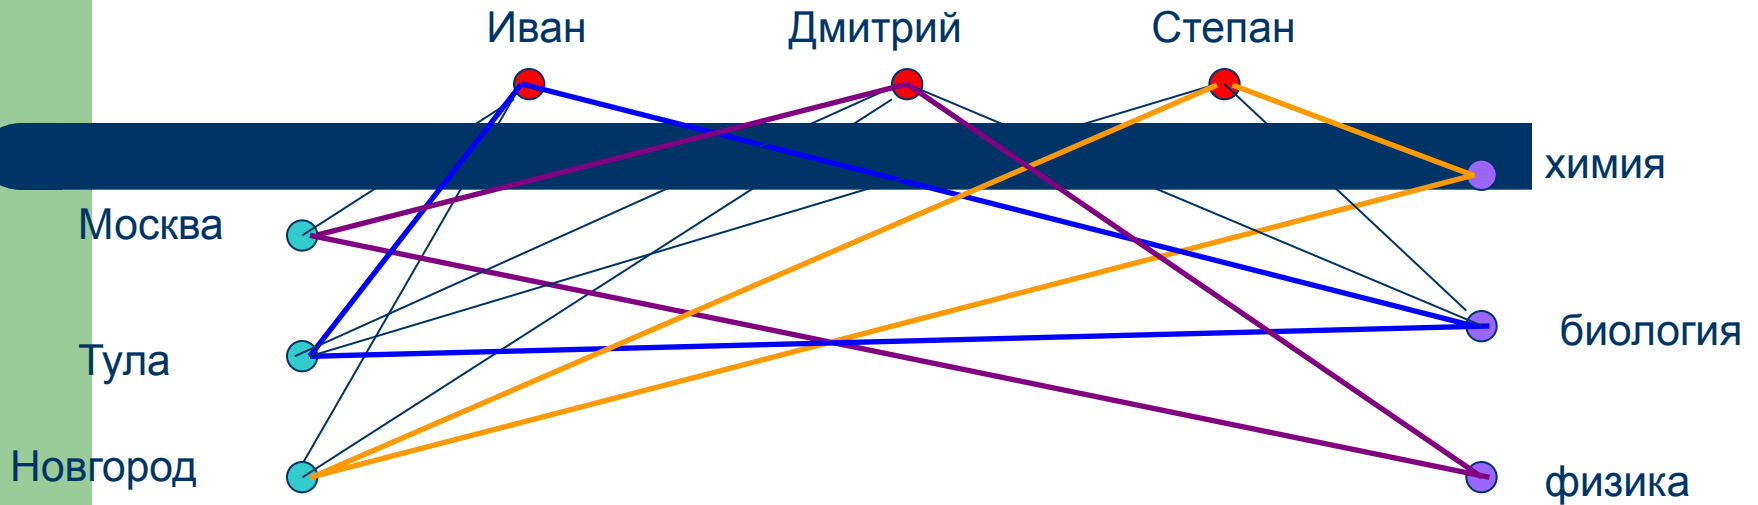 Иван
Дмитрий
Степан
химия
Москва
биология
Тула
Новгород
физика